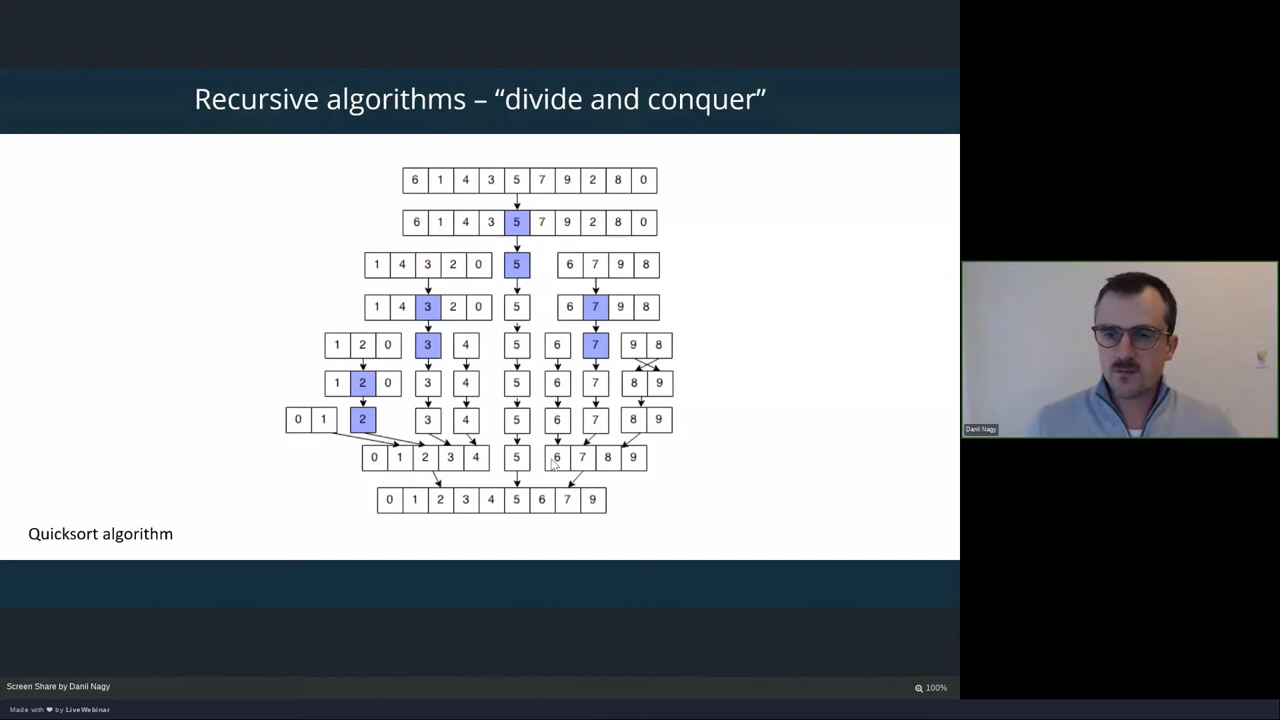 Recursive algorithms – “divide and conquer”
6 1 4 3 5 7 9 2 8 0
6 1 4 3 5 7 9 2 8 0
1 4 3 2 0 5 6 7 9 8
1 4 3 2 0 5 6 7 9 8
1 2 0 3 4 5 6 7 9 8
1 2 0 3 4 5 6 7 8 9
0 1 2 3 4 5 6 7 8 9
0 1 2 3 4 5 6 7 8 9
0 1 2 3 4 5 6 7 9
Quicksort algorithm
Danil Nagy
Screen Share by Danil Nagy
100%
Made with ❤ by LiveWebinar